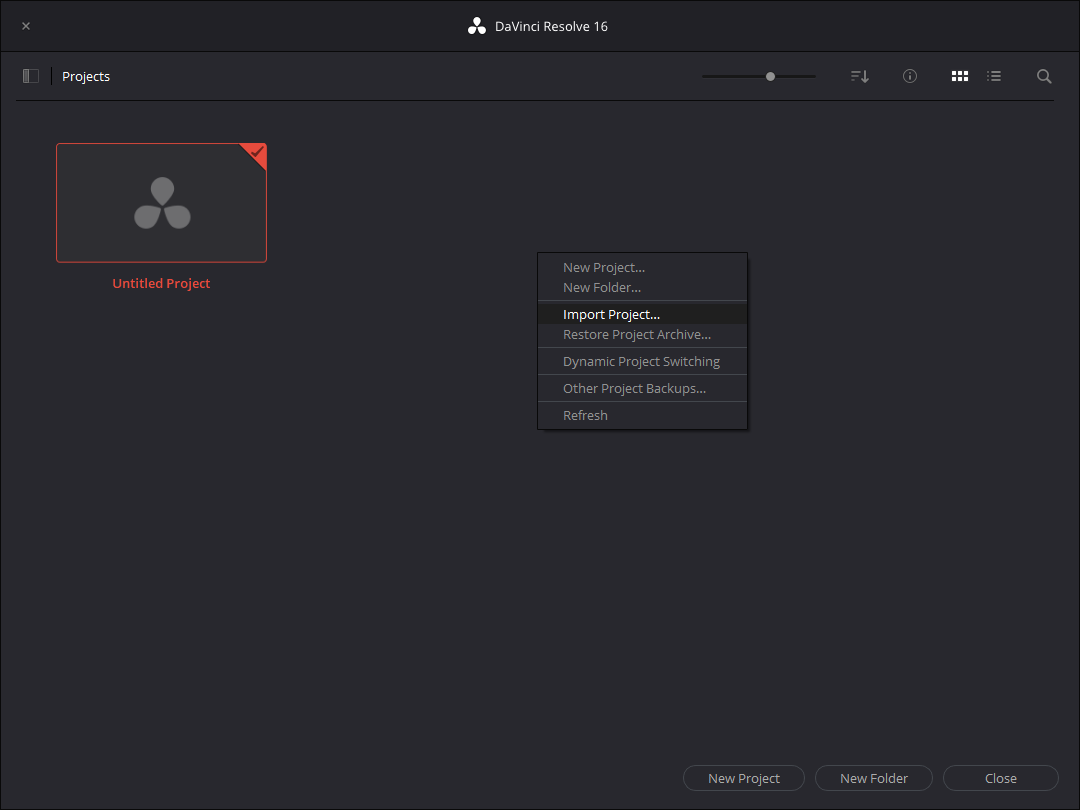 DaVinci Resolve 16
Projects
Untitled Project
New Project...
New Folder...
Import Project...
Restore Project Archive...
Dynamic Project Switching
Other Project Backups...
Refresh
New Project
New Folder
Close